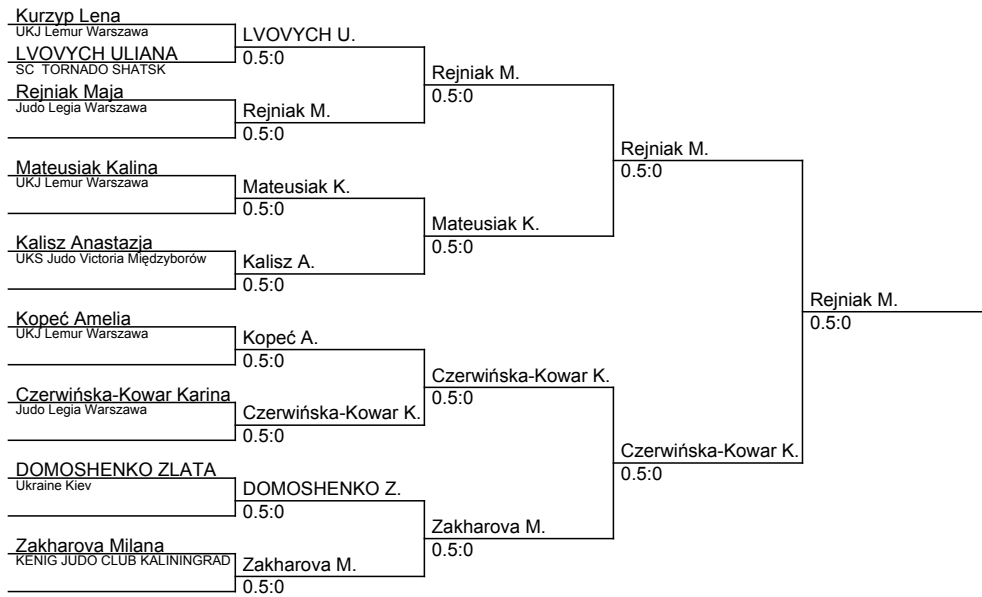 Kurzyp Lena
UKJ Lemur Warszawa
LVOVYCH ULIANA
SC  TORNADO SHATSK
Rejniak Maja
Judo Legia Warszawa
Mateusiak Kalina
UKJ Lemur Warszawa
Kalisz Anastazja
UKS Judo Victoria Międzyborów
Kopeć Amelia
UKJ Lemur Warszawa
Czerwińska-Kowar Karina
Judo Legia Warszawa
DOMOSHENKO ZLATA
Ukraine Kiev
Zakharova Milana
KENIG JUDO CLUB KALININGRAD
LVOVYCH U.
0.5:0
Rejniak M.
0.5:0
Mateusiak K.
0.5:0
Kalisz A.
0.5:0
Kopeć A.
0.5:0
Czerwińska-Kowar K.
0.5:0
DOMOSHENKO Z.
0.5:0
Zakharova M.
0.5:0
Rejniak M.
0.5:0
Mateusiak K.
0.5:0
Czerwińska-Kowar K.
0.5:0
Zakharova M.
0.5:0
Rejniak M.
0.5:0
Czerwińska-Kowar K.
0.5:0
Rejniak M.
0.5:0